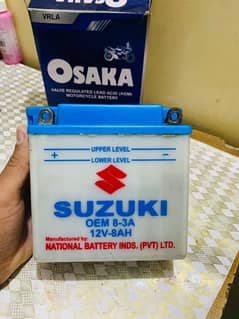 VRLA
OSAKA
VALVE REGULATED LEAD ACID (AGM)
MOTORCYCLE BATTERY
UPPER LEVEL
+ -
LOWER LEVEL
SUZUKI
OEM 8-3A
12V-8AH
Manufactured by:
NATIONAL BATTERY INDS. (PVT) LTD.